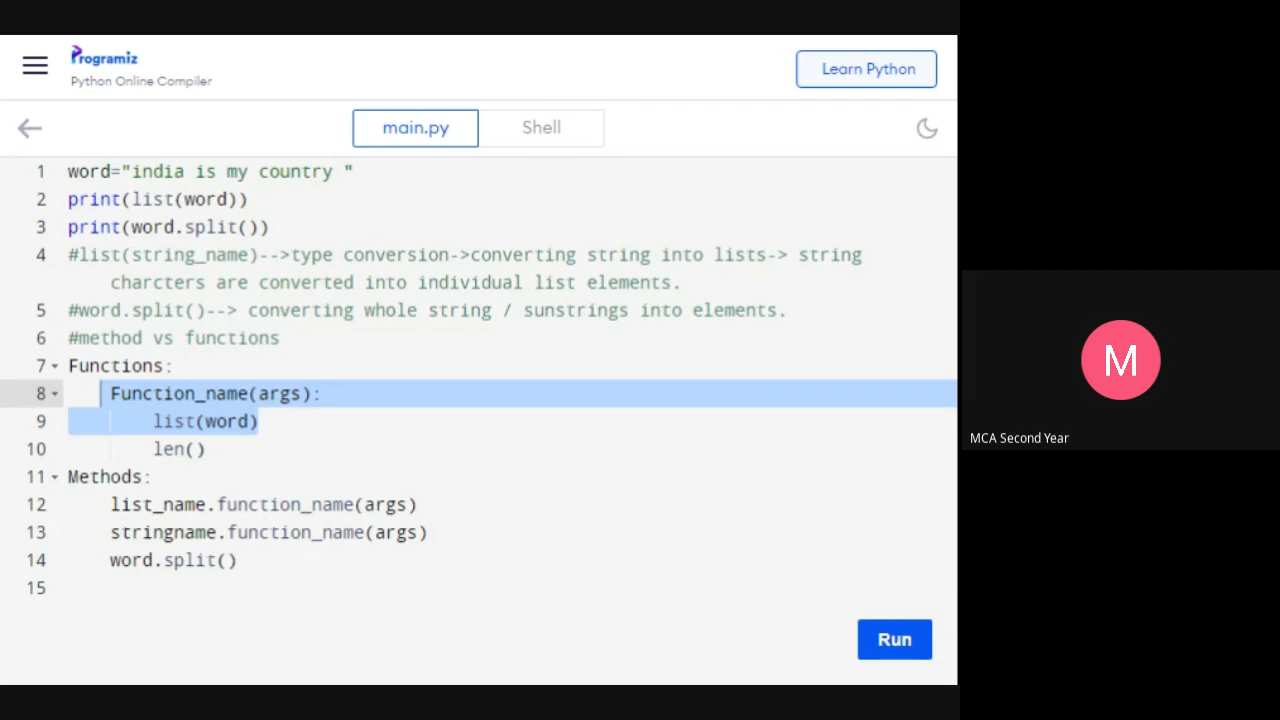 Programiz
Python Online Compiler
Learn Python
main.py
Shell
1 word="india is my country "
2 print(list(word))
3 print(word.split())
4 #list(string_name)-->type conversion->converting string into lists-> string
charcters are converted into individual list elements.
5 #word.split()--> converting whole string / sunstrings into elements.
6 #method vs functions
7 Functions:
8 Function_name(args):
9 list(word)
10 len()
11 Methods:
12 list_name.function_name(args)
13 stringname.function_name(args)
14 word.split()
15
Run
M
MCA Second Year